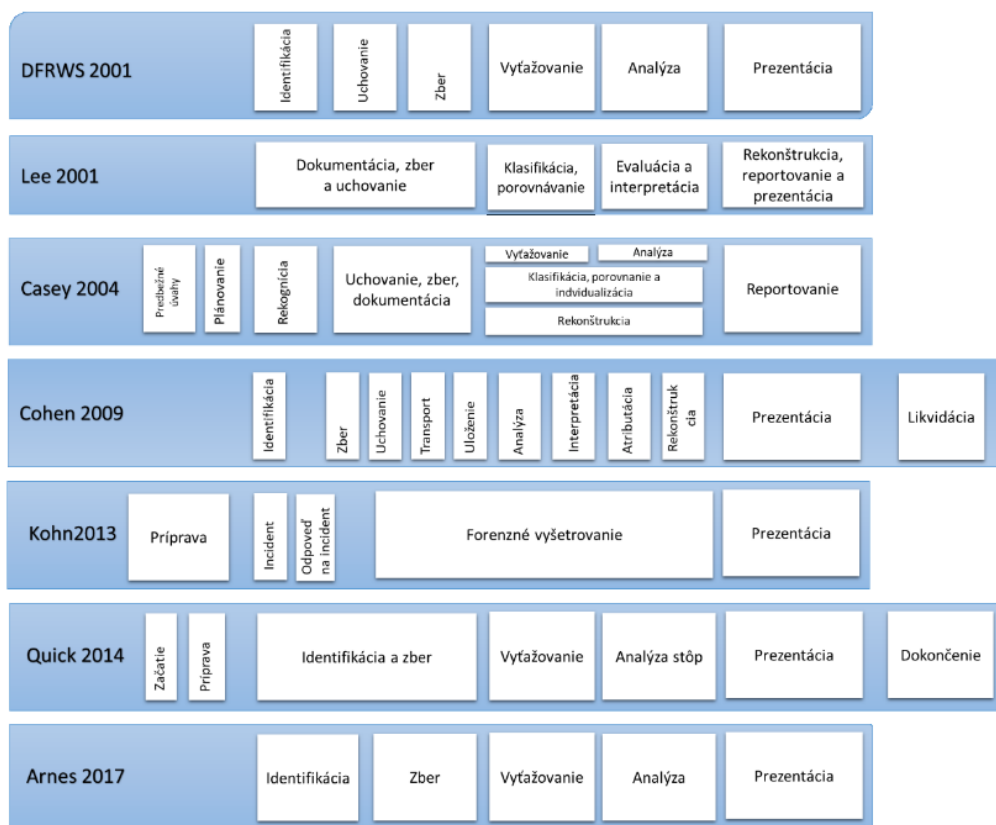 DFRWS 2001
Identifikácia
Uchovanie
Zber
Vyťažovanie
Analýza
Prezentácia
Lee 2001
Dokumentácia, zber
a uchovanie
Klasifikácia,
porovnávanie
Evaluácia a
interpretácia
Rekonštrukcia,
reportovanie a
prezentácia
Casey 2004
Predbežné
úvahy
Plánovanie
Rekognícia
Uchovanie, zber,
dokumentácia
Vyťažovanie
Analýza
Klasifikácia, porovnanie a
indvidualizácia
Rekonštrukcia
Reportovanie
Cohen 2009
Identifikácia
Zber
Uchovanie
Transport
Uloženie
Analýza
Interpretácia
Atribútácia
Rekonštruk
cia
Prezentácia
Likvidácia
Kohn2013
Príprava
Incident
Odpoveď
na incident
Forenzné vyšetrovanie
Prezentácia
Quick 2014
Začatie
Príprava
Identifikácia a zber
Vyťažovanie
Analýza stôp
Prezentácia
Dokončenie
Arnes 2017
Identifikácia
Zber
Vyťažovanie
Analýza
Prezentácia